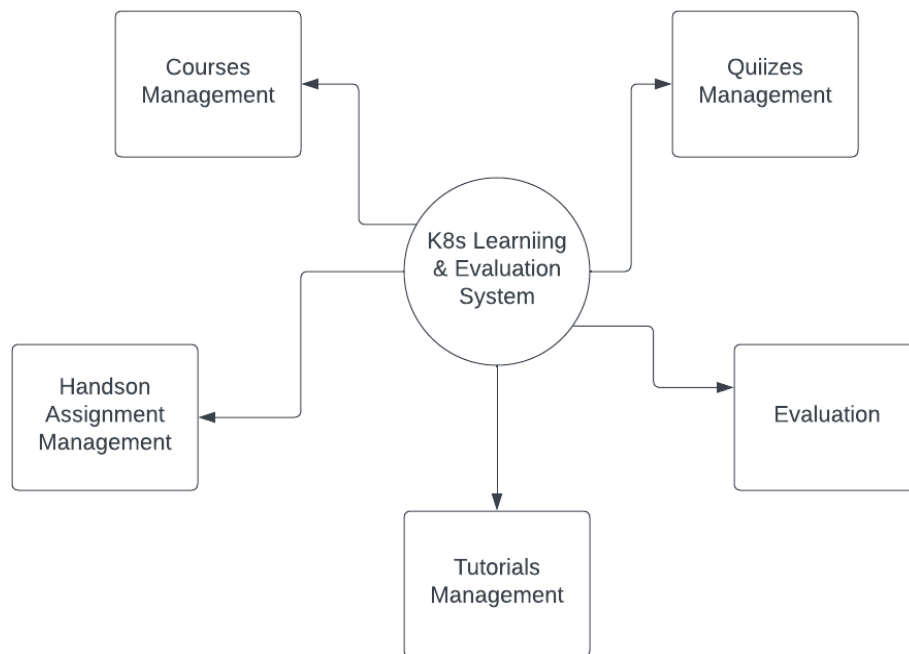 Courses
Management
Quiizes
Management
K8s Learniing
& Evaluation
System
Handson
Assignment
Management
Evaluation
Tutorials
Management